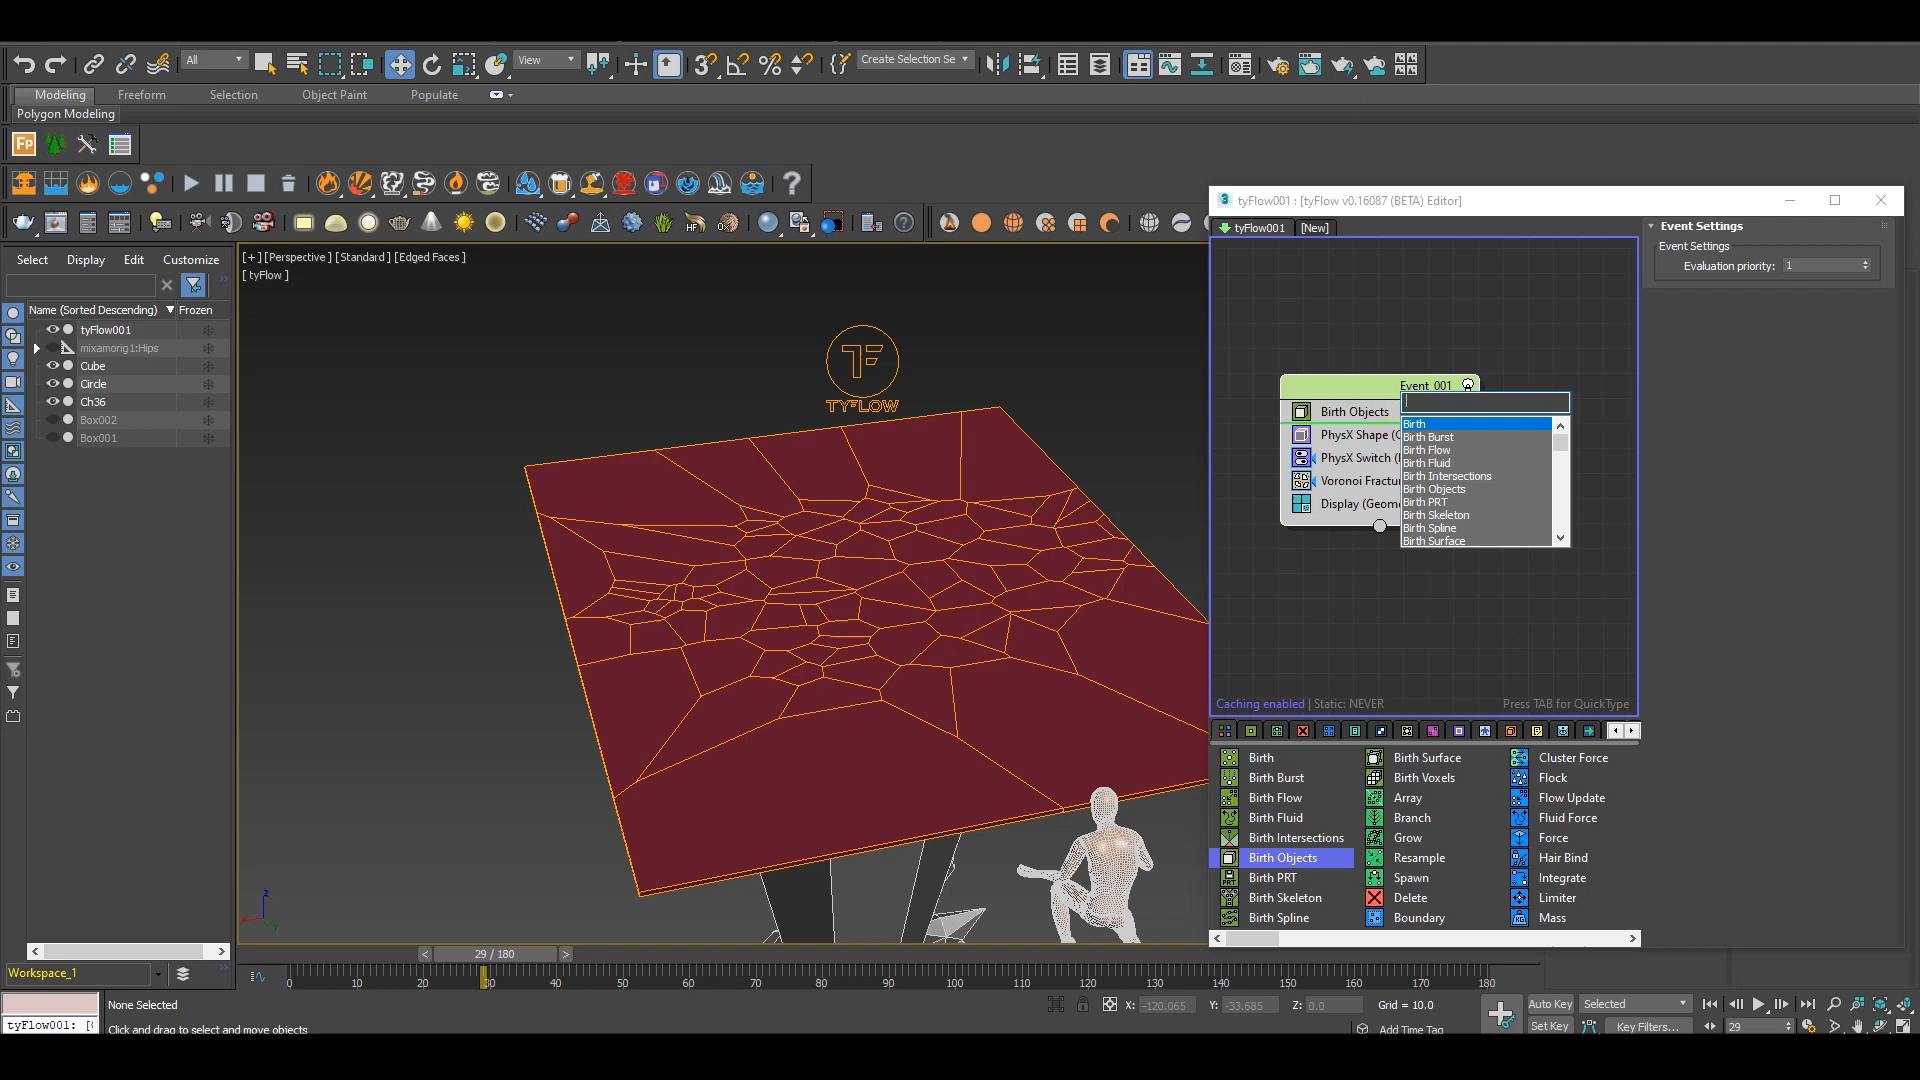 All
View
3
Create Selection Se
Modeling
Freeform
Selection
Object Paint
Populate
Polygon Modeling
Fp
tyFlow001 : [tyFlow v0.16087 (BETA) Editor]
tyFlow001
[New]
Event Settings
Event Settings
Evaluation priority: 1
Select
Display
Edit
Customize
Name (Sorted Descending)
Frozen
tyFlow001
mixamorig1:Hips
Cube
Circle
Ch36
Box002
Box001
[+] [Perspective ] [Standard ] [Edged Faces ]
[ tyFlow ]
TYFLOW
Event_001
Birth Objects
PhysX Shape (C
PhysX Switch (
Voronoi Fractu
Display (Geome
Birth
Birth Burst
Birth Flow
Birth Fluid
Birth Intersections
Birth Objects
Birth PRT
Birth Skeleton
Birth Spline
Birth Surface
Caching enabled | Static: NEVER
Press TAB for QuickType
Birth
Birth Burst
Birth Flow
Birth Fluid
Birth Intersections
Birth Objects
Birth PRT
Birth Skeleton
Birth Spline
Birth Surface
Birth Voxels
Array
Branch
Grow
Resample
Spawn
Delete
Boundary
Cluster Force
Flock
Flow Update
Fluid Force
Force
Hair Bind
Integrate
Limiter
Mass
z
29 / 180
0 10 20 30 40 50 60 70 80 90 100 110 120 130 140 150 160 170 180
Workspace_1
None Selected
X: -120.065
Y: -33.685
Z: 0.0
Grid = 10.0
Auto Key
Selected
tyFlow001: [
Click and drag to select and move objects
Add Time Tag
Set Key
Key Filters...
29